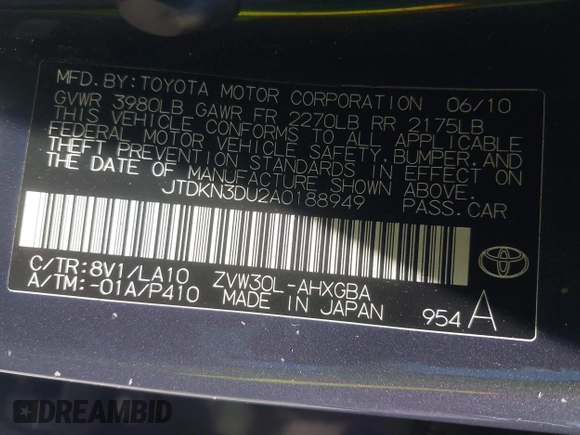 MFD. BY: TOYOTA MOTOR CORPORATION 06/10
GVWR 3980LB GAWR FR 2270LB RR 2175LB
THIS VEHICLE CONFORMS TO ALL APPLICABLE
FEDERAL MOTOR VEHICLE SAFETY, BUMPER, AND
THEFT PREVENTION STANDARDS IN EFFECT ON
THE DATE OF MANUFACTURE SHOWN ABOVE.
JTDKN3DU2A0188949 PASS.CAR
C/TR:8V1/LA10 ZVW30L-AHXGBA
A/TM:-01A/P410 MADE IN JAPAN 954 A
DREAMBID